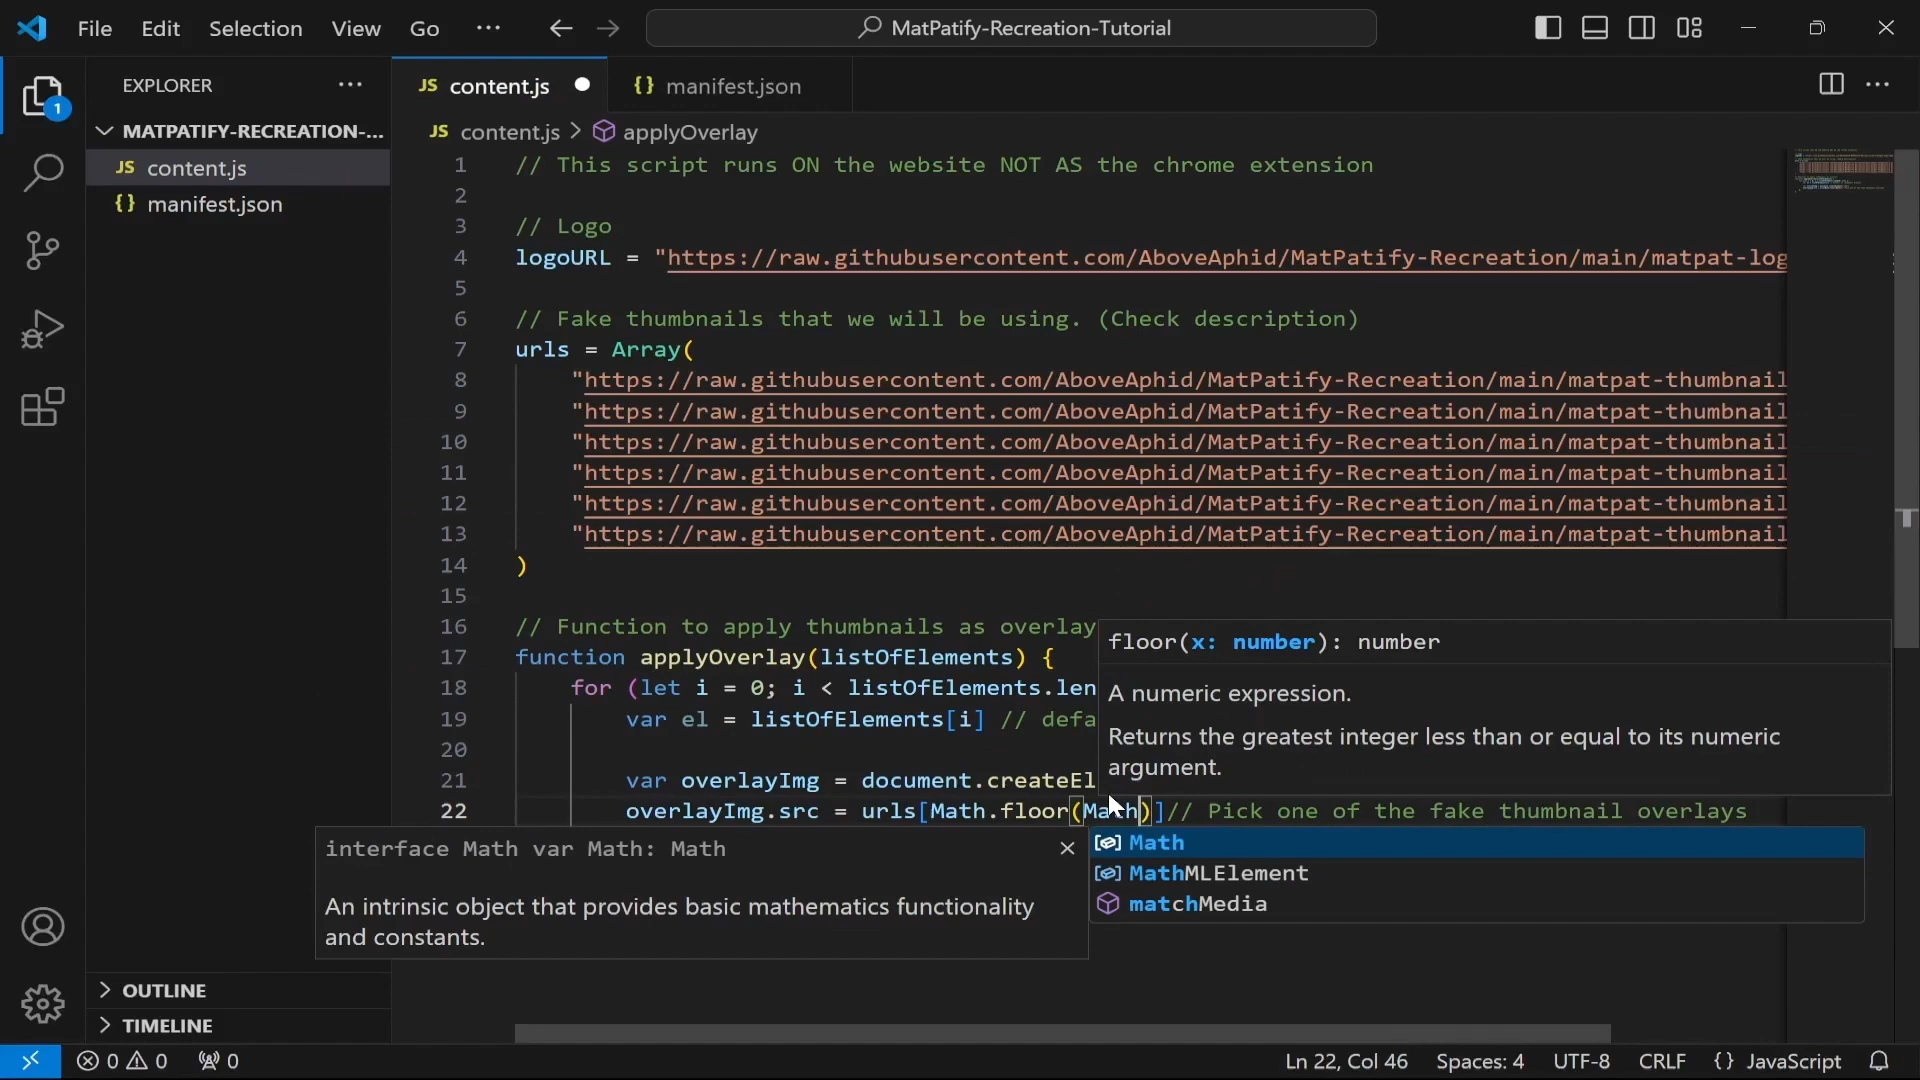 File Edit Selection View Go ··· MatPatify-Recreation-Tutorial
EXPLORER ···
1
JS content.js
{} manifest.json
MATPATIFY-RECREATION-...
JS content.js
{} manifest.json
JS content.js > applyOverlay
1 // This script runs ON the website NOT AS the chrome extension
2
3 // Logo
4 logoURL = "https://raw.githubusercontent.com/AboveAphid/MatPatify-Recreation/main/matpat-log
5
6 // Fake thumbnails that we will be using. (Check description)
7 urls = Array(
8 "https://raw.githubusercontent.com/AboveAphid/MatPatify-Recreation/main/matpat-thumbnail
9 "https://raw.githubusercontent.com/AboveAphid/MatPatify-Recreation/main/matpat-thumbnail
10 "https://raw.githubusercontent.com/AboveAphid/MatPatify-Recreation/main/matpat-thumbnail
11 "https://raw.githubusercontent.com/AboveAphid/MatPatify-Recreation/main/matpat-thumbnail
12 "https://raw.githubusercontent.com/AboveAphid/MatPatify-Recreation/main/matpat-thumbnail
13 "https://raw.githubusercontent.com/AboveAphid/MatPatify-Recreation/main/matpat-thumbnail
14 )
15
16 // Function to apply thumbnails as overlay
17 function applyOverlay(listOfElements) {
18 for (let i = 0; i < listOfElements.len
19 var el = listOfElements[i] // defa
20
21 var overlayImg = document.createEl
22 overlayImg.src = urls[Math.floor(Math)]// Pick one of the fake thumbnail overlays
floor(x: number): number
A numeric expression.
Returns the greatest integer less than or equal to its numeric
argument.
interface Math var Math: Math
An intrinsic object that provides basic mathematics functionality
and constants.
Math
MathMLElement
matchMedia
OUTLINE
TIMELINE
0 0 0 Ln 22, Col 46 Spaces: 4 UTF-8 CRLF {} JavaScript